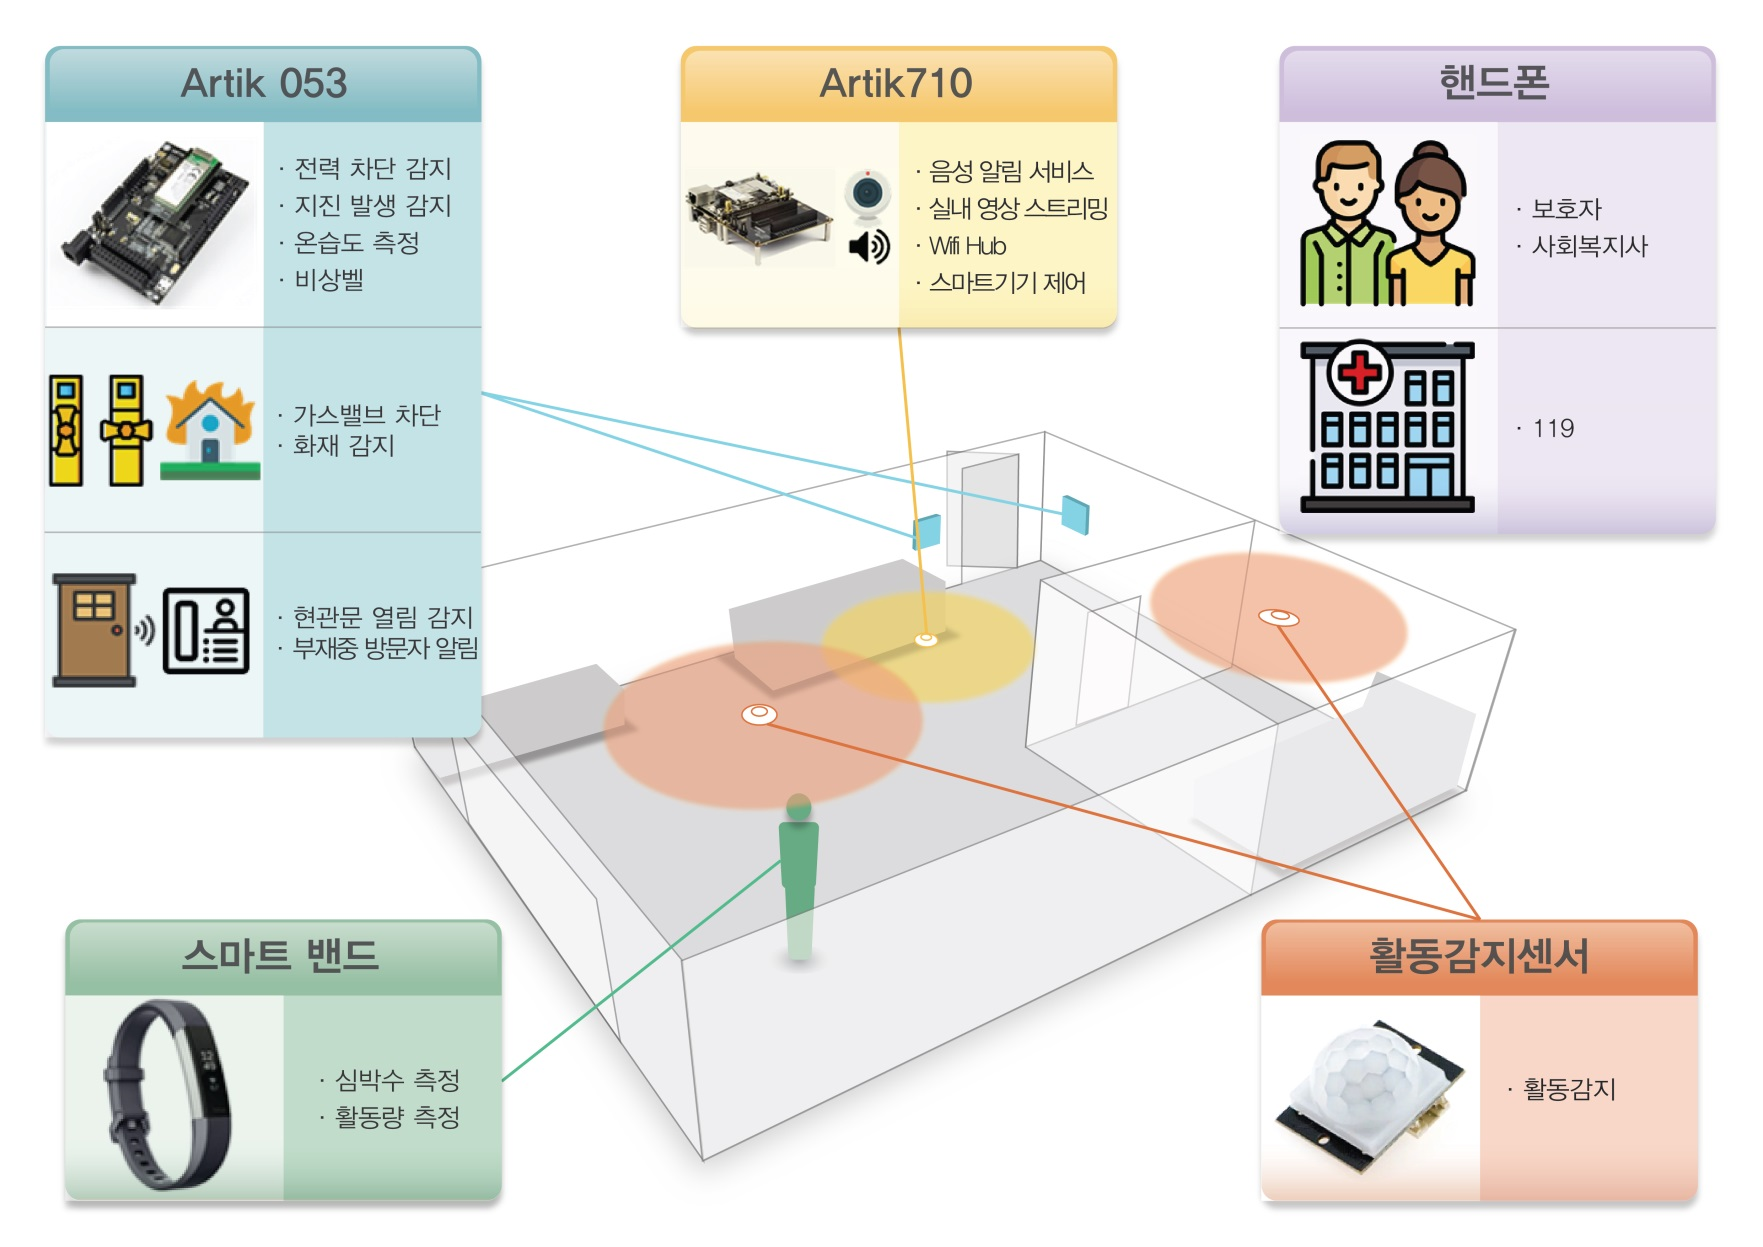 Artik 053
· 전력 차단 감지
· 지진 발생 감지
· 온습도 측정
· 비상벨
· 가스밸브 차단
· 화재 감지
· 현관문 열림 감지
· 부재중 방문자 알림
Artik710
· 음성 알림 서비스
· 실내 영상 스트리밍
· Wifi Hub
· 스마트기기 제어
핸드폰
· 보호자
· 사회복지사
· 119
스마트 밴드
· 심박수 측정
· 활동량 측정
활동감지센서
· 활동감지